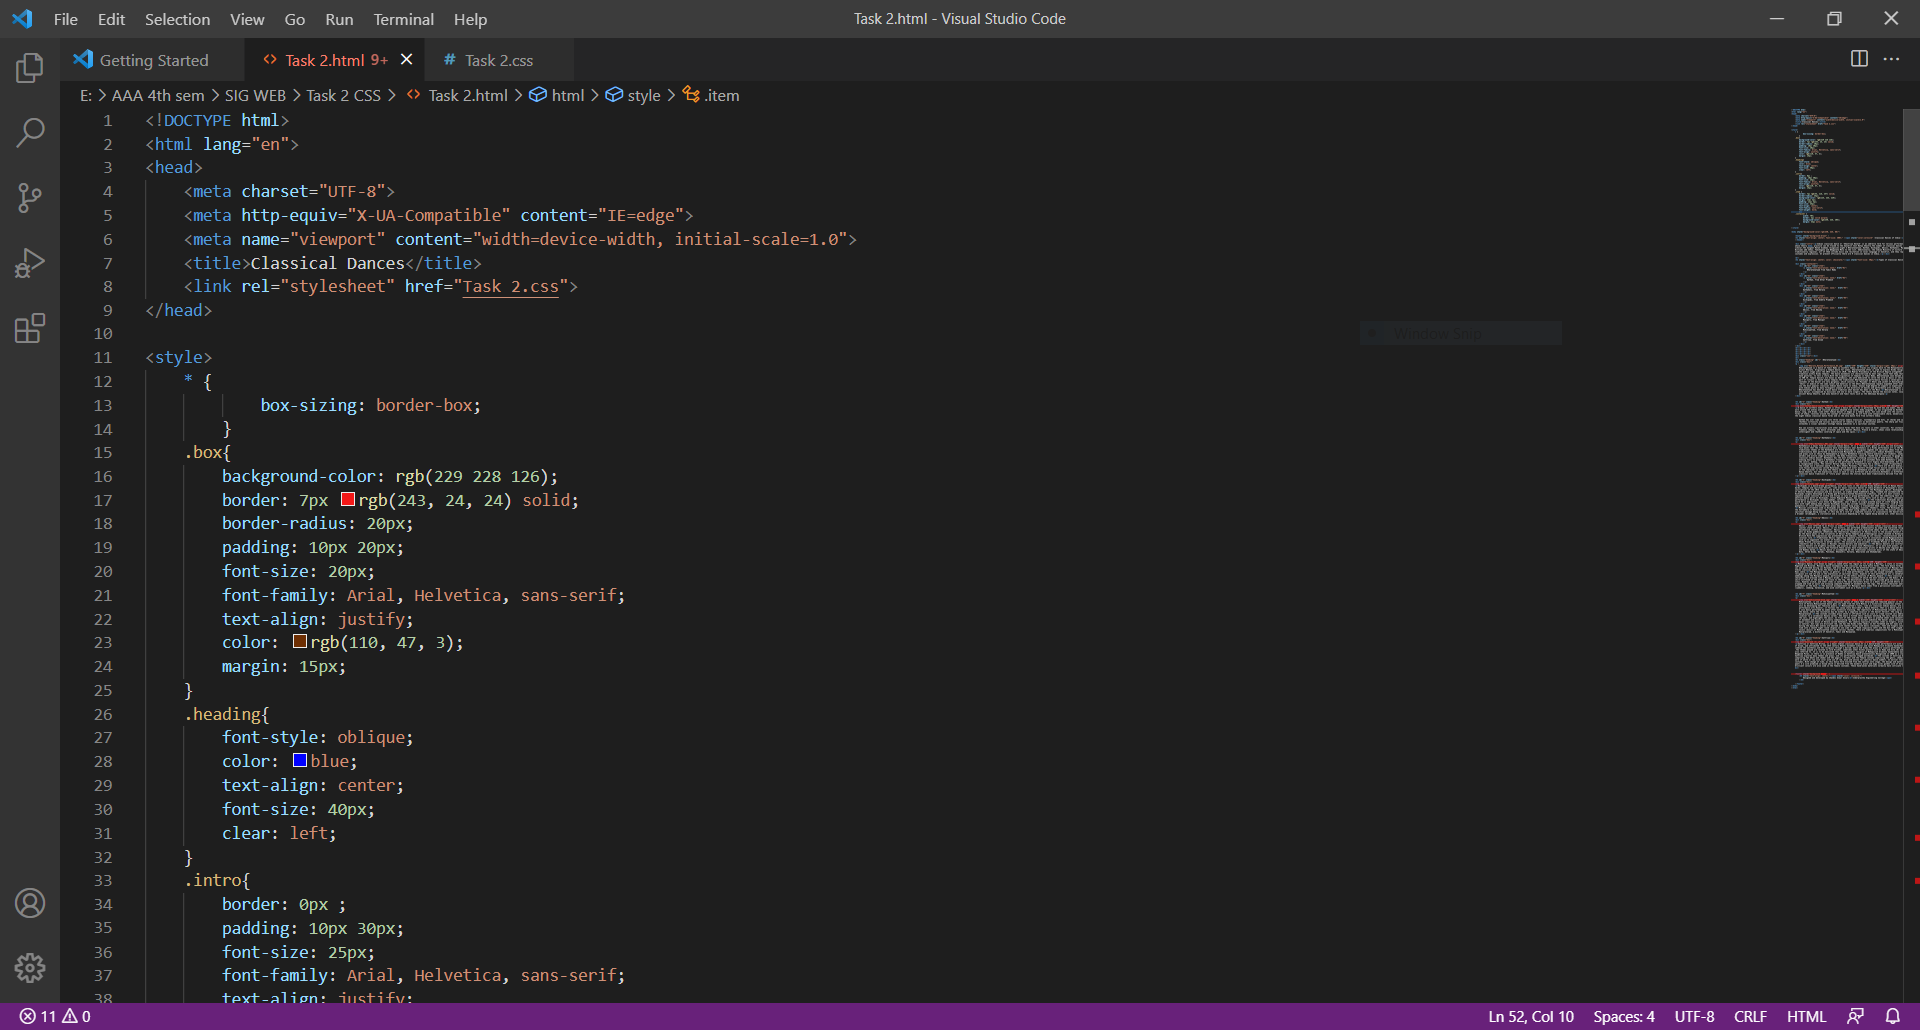 File Edit Selection View Go Run Terminal Help
Task 2.html - Visual Studio Code
Getting Started
Task 2.html 9+
# Task 2.css
E: > AAA 4th sem > SIG WEB > Task 2 CSS > <> Task 2.html > html > style > .item
1 <!DOCTYPE html>
2 <html lang="en">
3 <head>
4 <meta charset="UTF-8">
5 <meta http-equiv="X-UA-Compatible" content="IE=edge">
6 <meta name="viewport" content="width=device-width, initial-scale=1.0">
7 <title>Classical Dances</title>
8 <link rel="stylesheet" href="Task 2.css">
9 </head>
10
Window Snip
11 <style>
12 * {
13 box-sizing: border-box;
14 }
15 .box{
16 background-color: rgb(229 228 126);
17 border: 7px rgb(243, 24, 24) solid;
18 border-radius: 20px;
19 padding: 10px 20px;
20 font-size: 20px;
21 font-family: Arial, Helvetica, sans-serif;
22 text-align: justify;
23 color: rgb(110, 47, 3);
24 margin: 15px;
25 }
26 .heading{
27 font-style: oblique;
28 color: blue;
29 text-align: center;
30 font-size: 40px;
31 clear: left;
32 }
33 .intro{
34 border: 0px ;
35 padding: 10px 30px;
36 font-size: 25px;
37 font-family: Arial, Helvetica, sans-serif;
38 text-align: justify;
11 0
Ln 52, Col 10 Spaces: 4 UTF-8 CRLF HTML